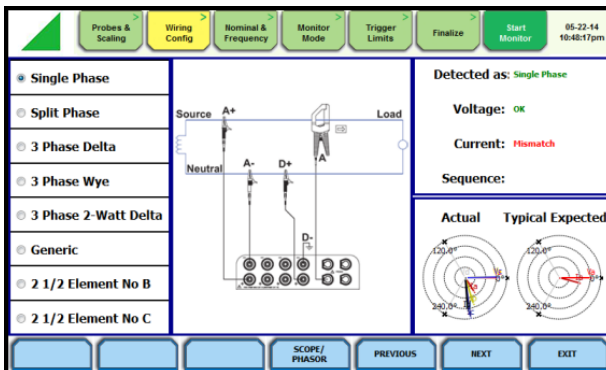 Probes & Scaling
Wiring Config
Nominal & Frequency
Monitor Mode
Trigger Limits
Finalize
Start Monitor
05-22-14
10:48:17pm
Single Phase
Split Phase
3 Phase Delta
3 Phase Wye
3 Phase 2-Watt Delta
Generic
2 1/2 Element No B
2 1/2 Element No C
Source
A+
Load
Neutral
A-
D+
A
D-
Detected as: Single Phase
Voltage: OK
Current: Mismatch
Sequence:
Actual
Typical Expected
120.0°
0°
240.0°
120.0°
0°
240.0°
SCOPE/
PHASOR
PREVIOUS
NEXT
EXIT